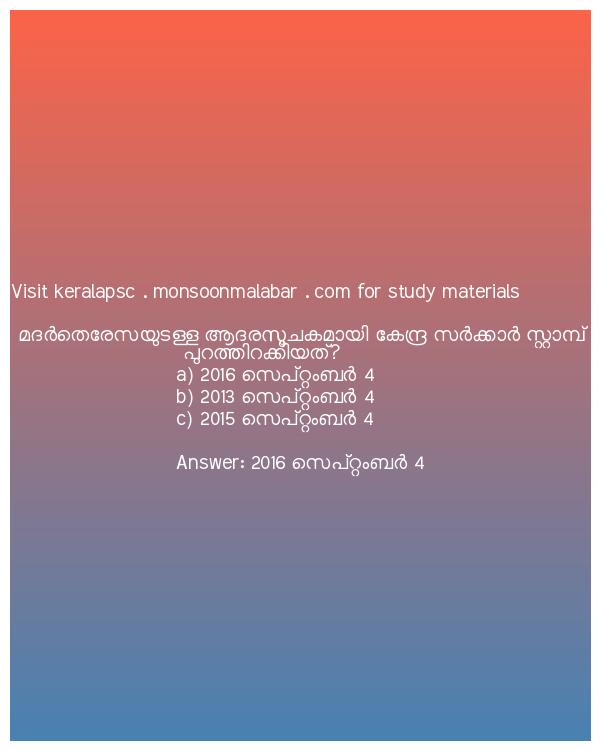 Visit keralapsc . monsoonmalabar . com for study materials
മദർതെരേസയുടള്ള ആദരസൂചകമായി കേന്ദ്ര സർക്കാർ സ്റ്റാമ്പ്
പുറത്തിറക്കിയത്?
a) 2016 സെപ്റ്റംബർ 4
b) 2013 സെപ്റ്റംബർ 4
c) 2015 സെപ്റ്റംബർ 4
Answer: 2016 സെപ്റ്റംബർ 4